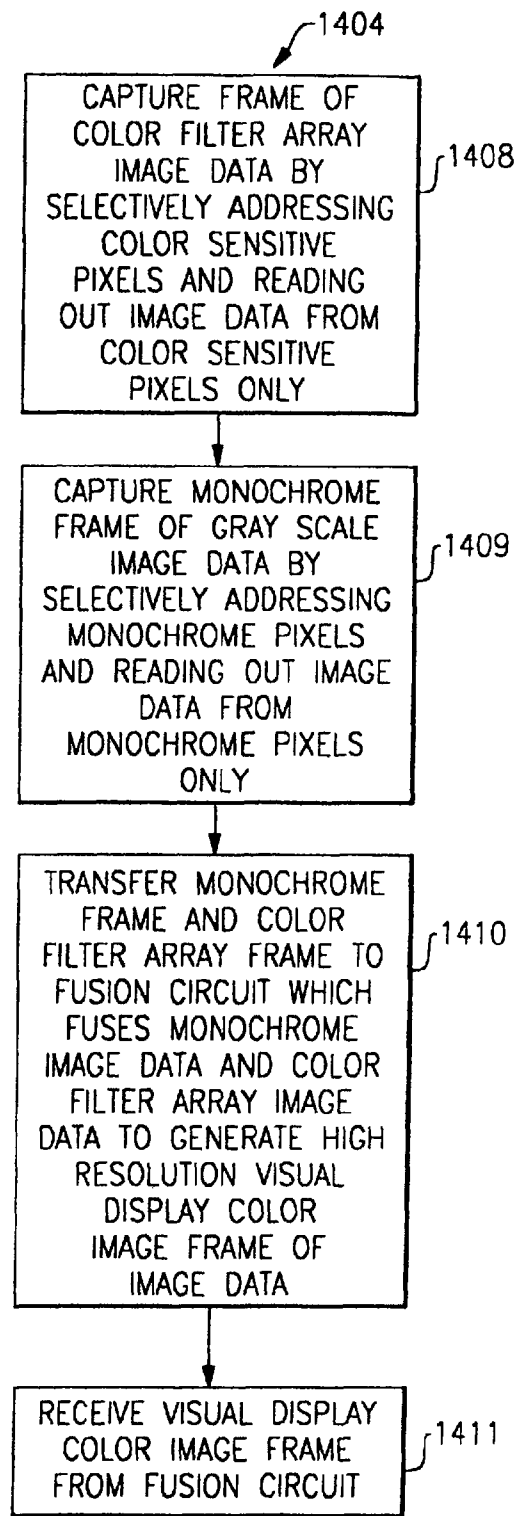 1404
CAPTURE FRAME OF
COLOR FILTER ARRAY
IMAGE DATA BY
SELECTIVELY ADDRESSING
COLOR SENSITIVE
PIXELS AND READING
OUT IMAGE DATA FROM
COLOR SENSITIVE
PIXELS ONLY
1408
CAPTURE MONOCHROME
FRAME OF GRAY SCALE
IMAGE DATA BY
SELECTIVELY ADDRESSING
MONOCHROME PIXELS
AND READING OUT IMAGE
DATA FROM
MONOCHROME PIXELS
ONLY
1409
TRANSFER MONOCHROME
FRAME AND COLOR
FILTER ARRAY FRAME TO
FUSION CIRCUIT WHICH
FUSES MONOCHROME
IMAGE DATA AND COLOR
FILTER ARRAY IMAGE
DATA TO GENERATE HIGH
RESOLUTION VISUAL
DISPLAY COLOR
IMAGE FRAME OF
IMAGE DATA
1410
RECEIVE VISUAL DISPLAY
COLOR IMAGE FRAME
FROM FUSION CIRCUIT
1411